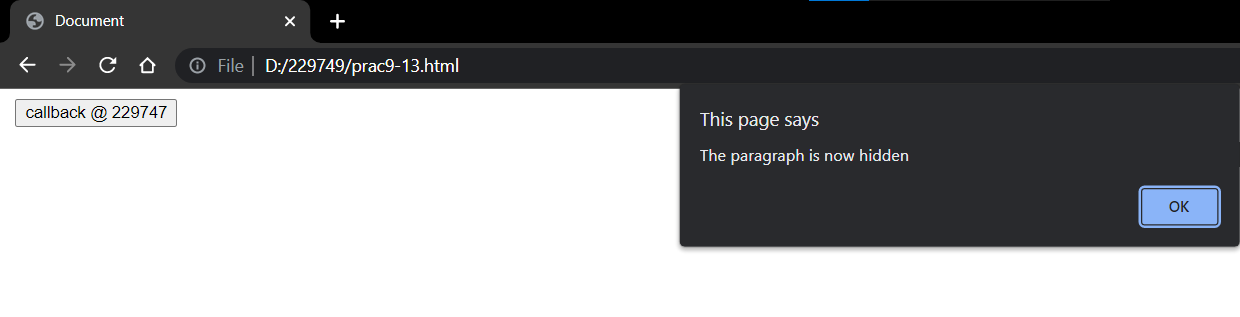 Document
File | D:/229749/prac9-13.html
callback @ 229747
This page says
The paragraph is now hidden
OK